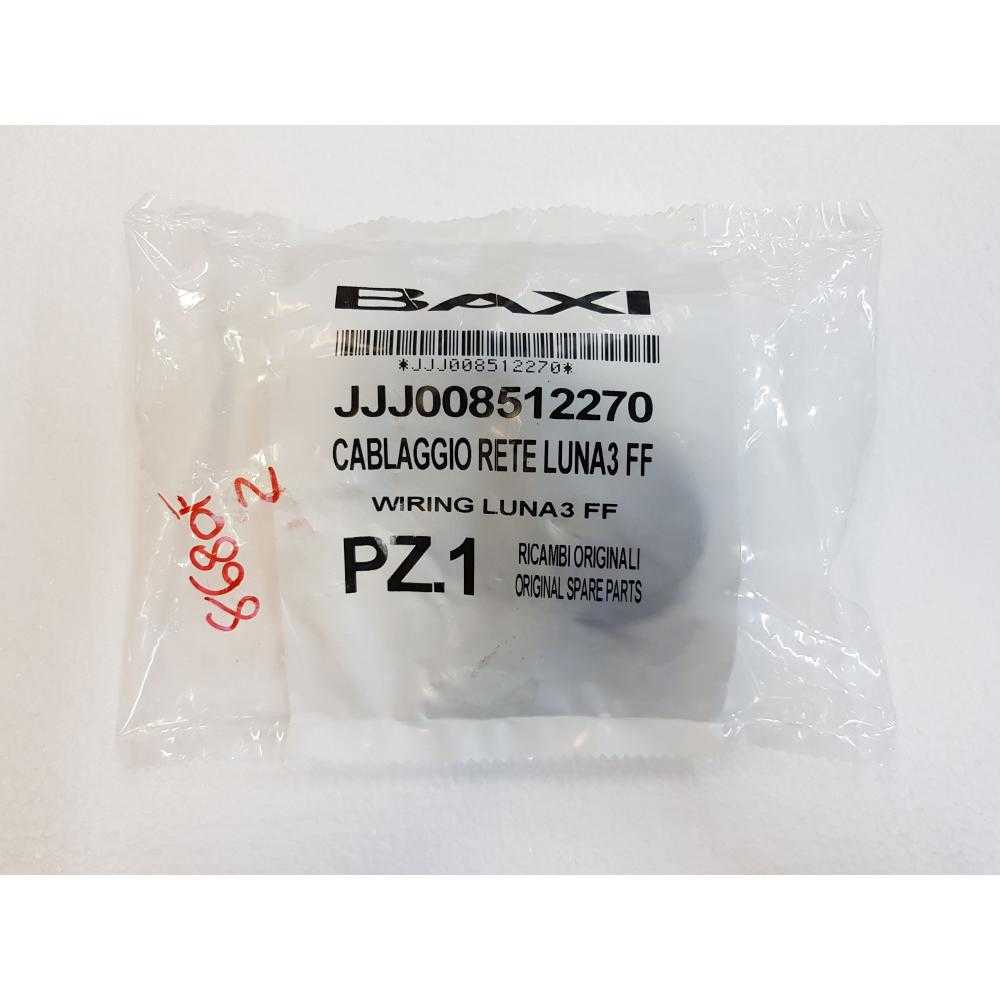 BAXI
*JJJ008512270*
JJJ008512270
CABLAGGIO RETE LUNA3 FF
WIRING LUNA3 FF
PZ.1
RICAMBI ORIGINALI
ORIGINAL SPARE PARTS